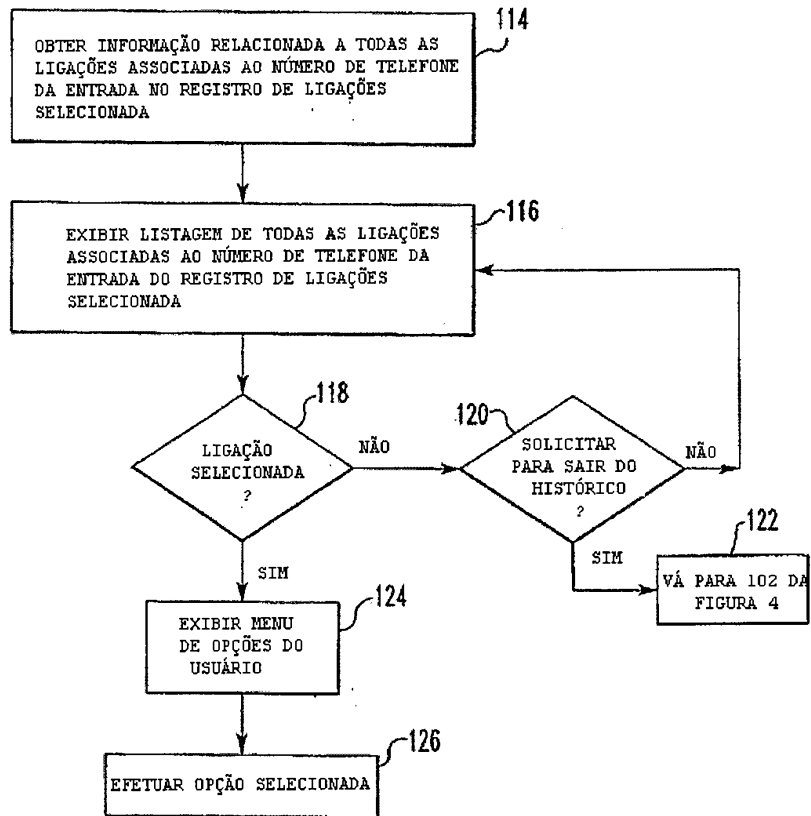 114
OBTER INFORMAÇÃO RELACIONADA A TODAS AS
LIGAÇÕES ASSOCIADAS AO NÚMERO DE TELEFONE
DA ENTRADA NO REGISTRO DE LIGAÇÕES
SELECIONADA
116
EXIBIR LISTAGEM DE TODAS AS LIGAÇÕES
ASSOCIADAS AO NÚMERO DE TELEFONE DA
ENTRADA DO REGISTRO DE LIGAÇÕES
SELECIONADA
118
LIGAÇÃO
SELECIONADA
?
NÃO
120
SOLICITAR
PARA SAIR DO
HISTÓRICO
?
NÃO
SIM
122
VÁ PARA 102 DA
FIGURA 4
SIM
124
EXIBIR MENU
DE OPÇÕES DO
USUÁRIO
126
EFETUAR OPÇÃO SELECIONADA